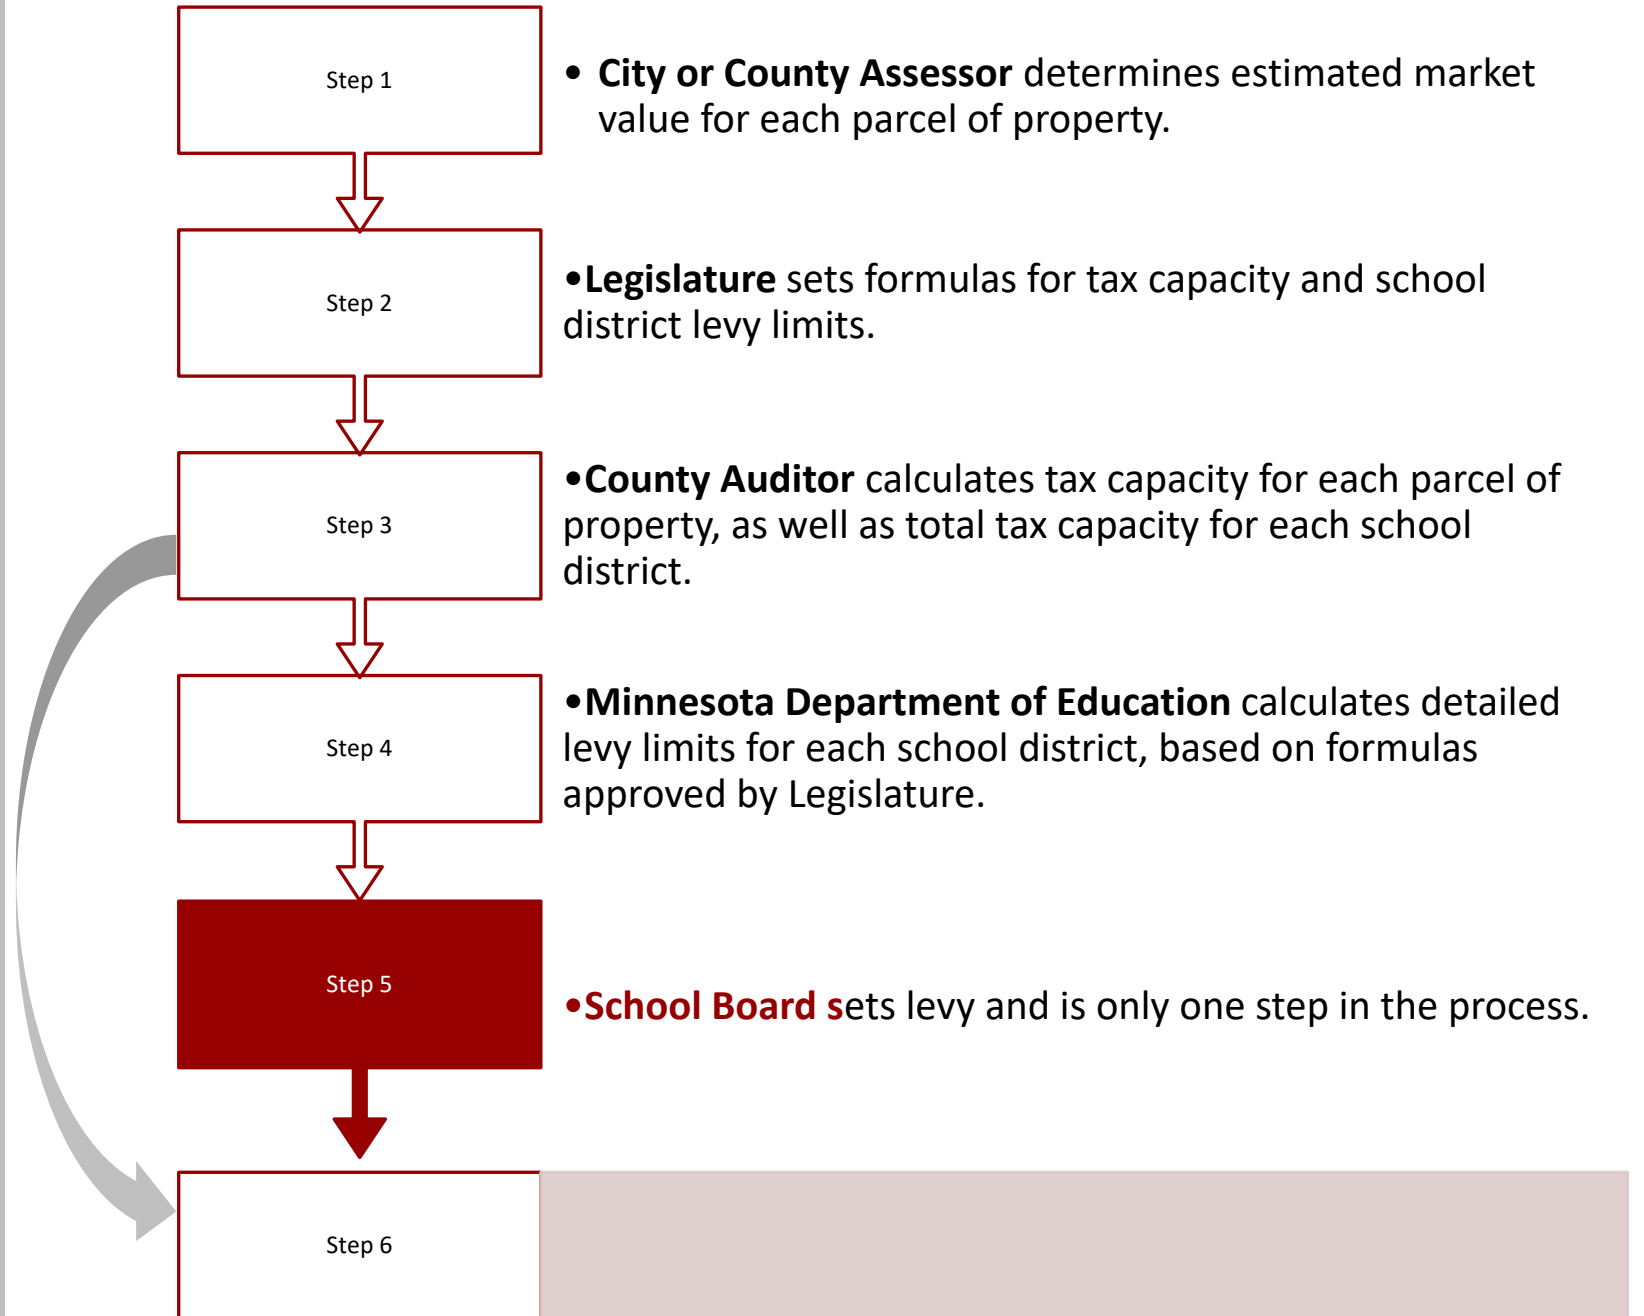 Step 1
• City or County Assessor determines estimated market
value for each parcel of property.
Step 2
•Legislature sets formulas for tax capacity and school
district levy limits.
Step 3
•County Auditor calculates tax capacity for each parcel of
property, as well as total tax capacity for each school
district.
Step 4
•Minnesota Department of Education calculates detailed
levy limits for each school district, based on formulas
approved by Legislature.
Step 5
•School Board sets levy and is only one step in the process.
Step 6